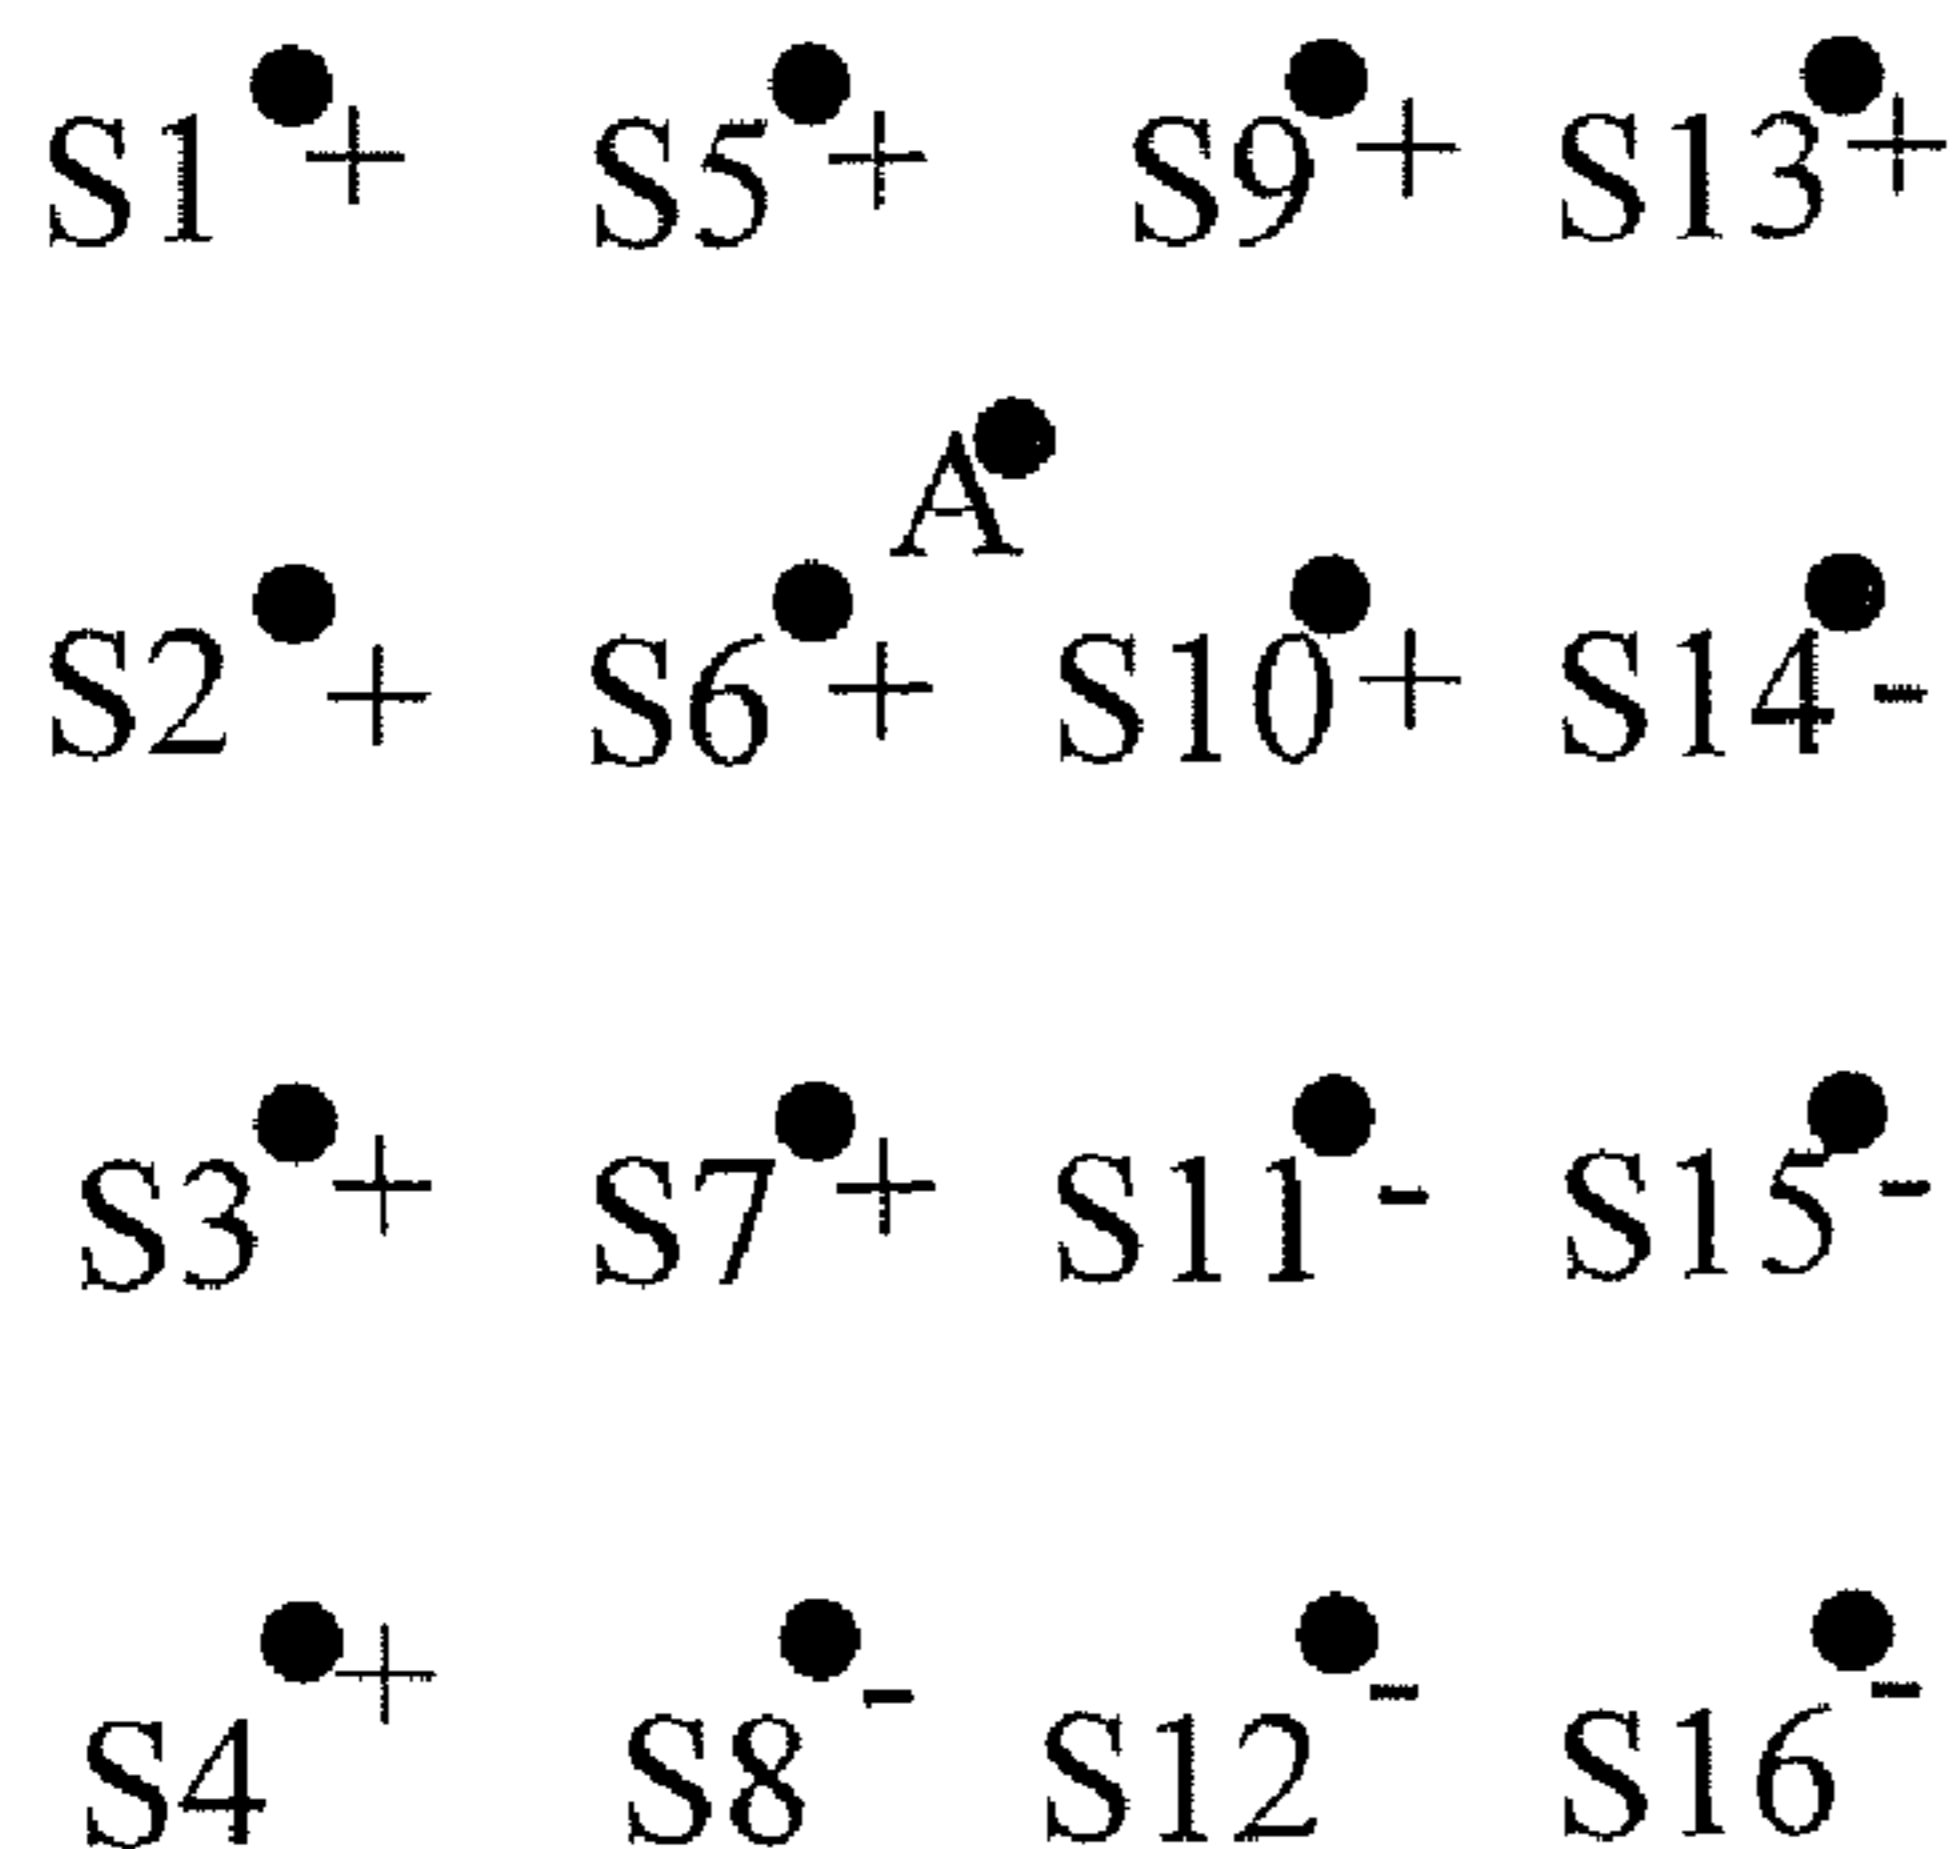 S1 + S5 + S9 + S13 +
A
S2 + S6 + S10 + S14 -
S3 + S7 + S11 - S15 -
S4 + S8 - S12 - S16 -